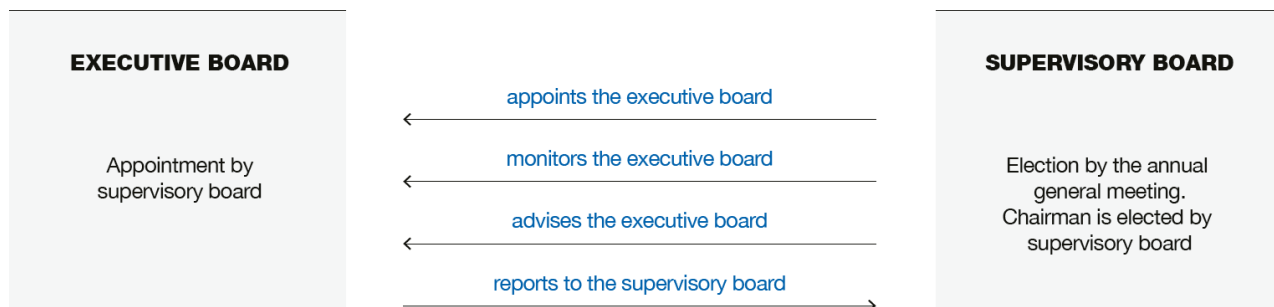 EXECUTIVE BOARD
Appointment by
supervisory board
appoints the executive board
monitors the executive board
advises the executive board
reports to the supervisory board
SUPERVISORY BOARD
Election by the annual
general meeting.
Chairman is elected by
supervisory board